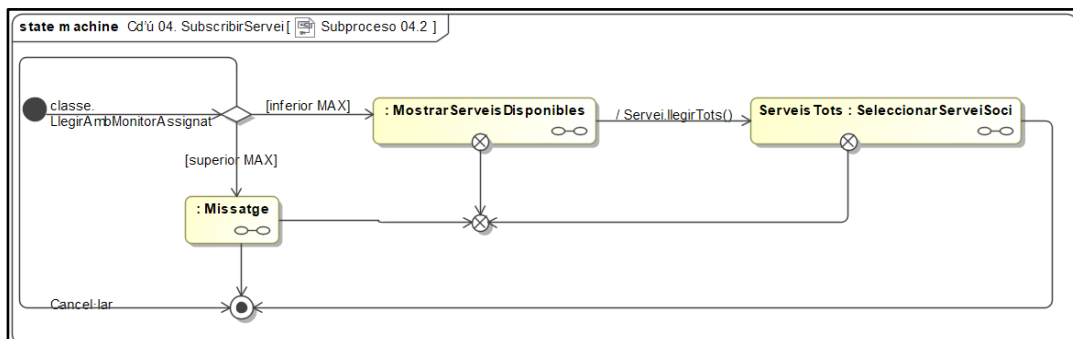 state machine Cd'ú 04. SubscribirServei [ Subproceso 04.2 ]
classe.
LlegirAmbMonitorAssignat
[inferior MAX]
: MostrarServeisDisponibles
/ Servei.llegirTots()
ServeisTots : SeleccionarServeiSoci
[superior MAX]
: Missatge
Cancel·lar